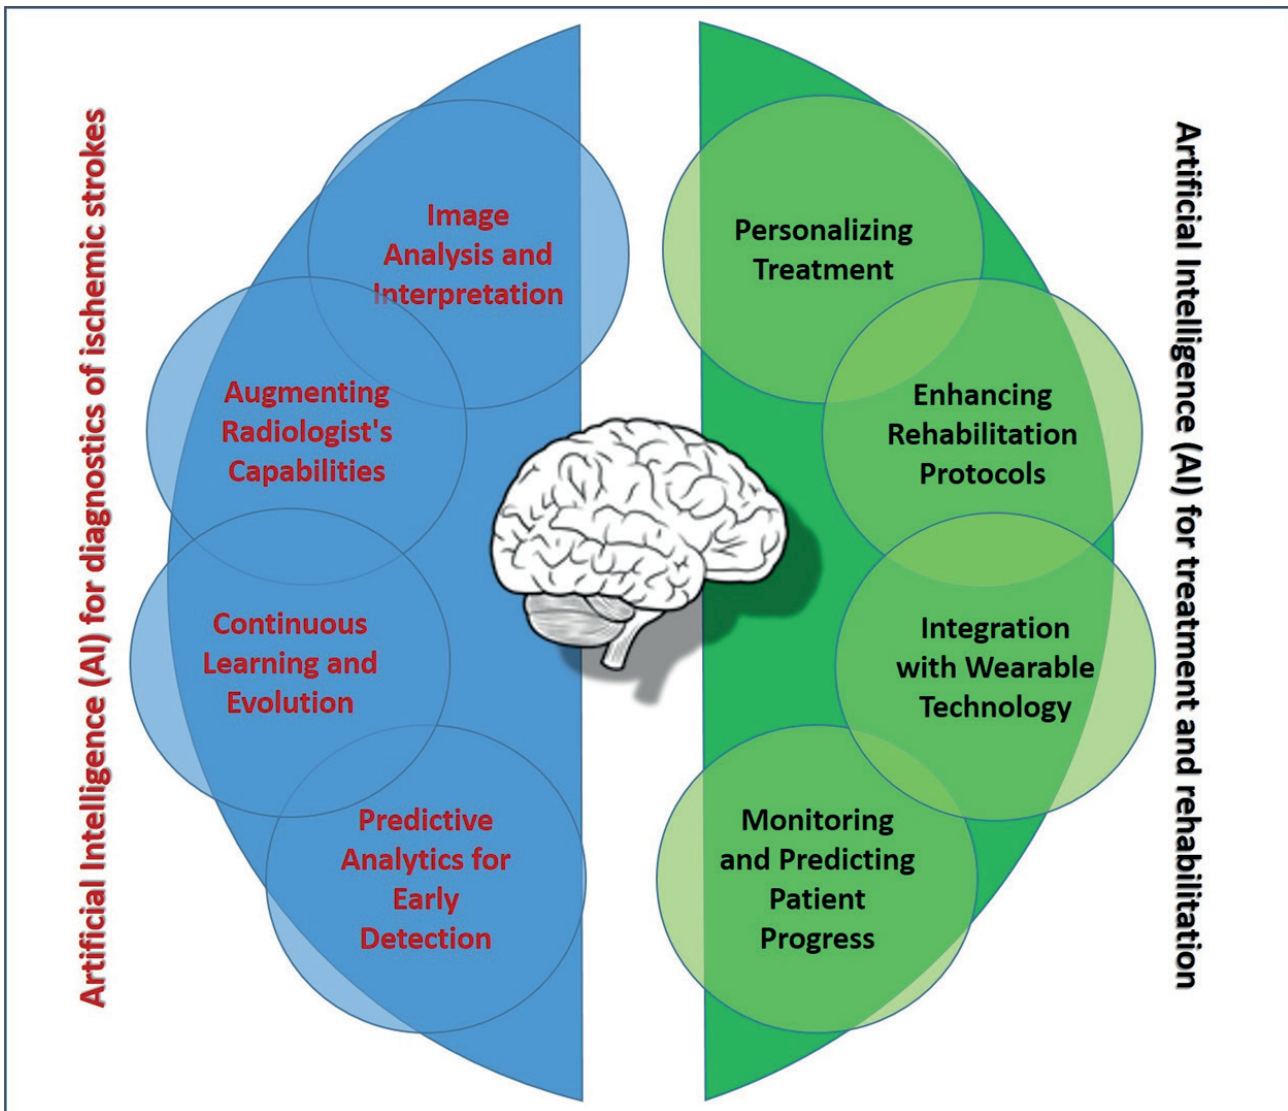 Artificial Intelligence (AI) for diagnostics of ischemic strokes
Image
Analysis and
Interpretation
Augmenting
Radiologist's
Capabilities
Continuous
Learning and
Evolution
Predictive
Analytics for
Early
Detection
Personalizing
Treatment
Enhancing
Rehabilitation
Protocols
Integration
with Wearable
Technology
Monitoring
and Predicting
Patient
Progress
Artificial Intelligence (AI) for treatment and rehabilitation